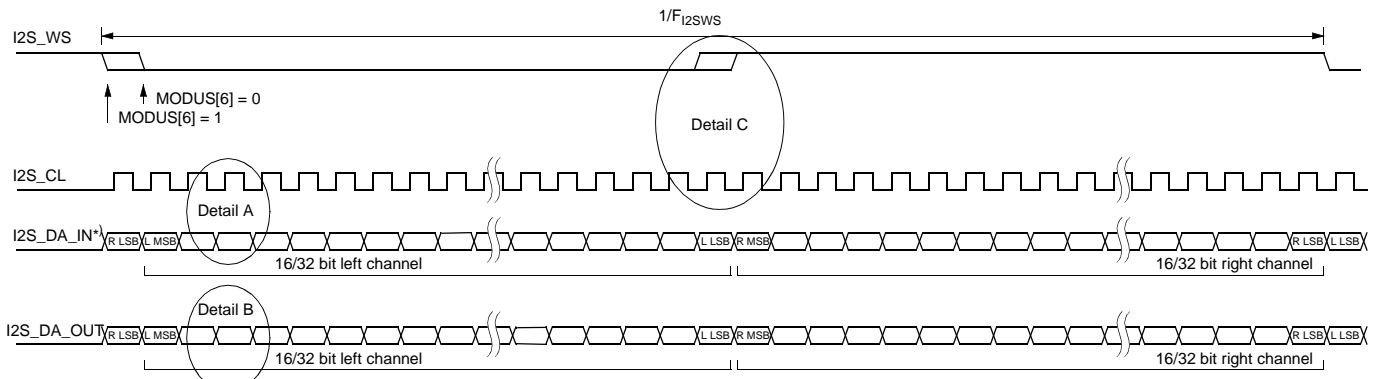 1/F_I2SWS
I2S_WS
MODUS[6] = 0
MODUS[6] = 1
Detail C
I2S_CL
Detail A
I2S_DA_IN*)
R LSB L MSB L LSB R MSB R LSB L LSB
16/32 bit left channel 16/32 bit right channel
Detail B
I2S_DA_OUT
R LSB L MSB L LSB R MSB R LSB L LSB
16/32 bit left channel 16/32 bit right channel